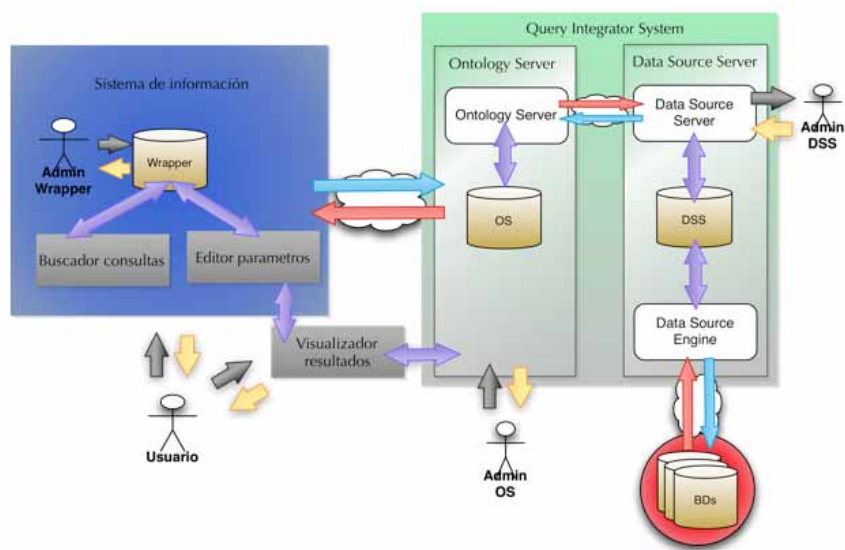 Query Integrator System
Sistema de información
Ontology Server
Data Source Server
Ontology Server
Data Source
Server
Admin
DSS
Admin
Wrapper
Wrapper
OS
DSS
Buscador consultas
Editor parametros
Visualizador
resultados
Data Source
Engine
Usuario
Admin
OS
BDs